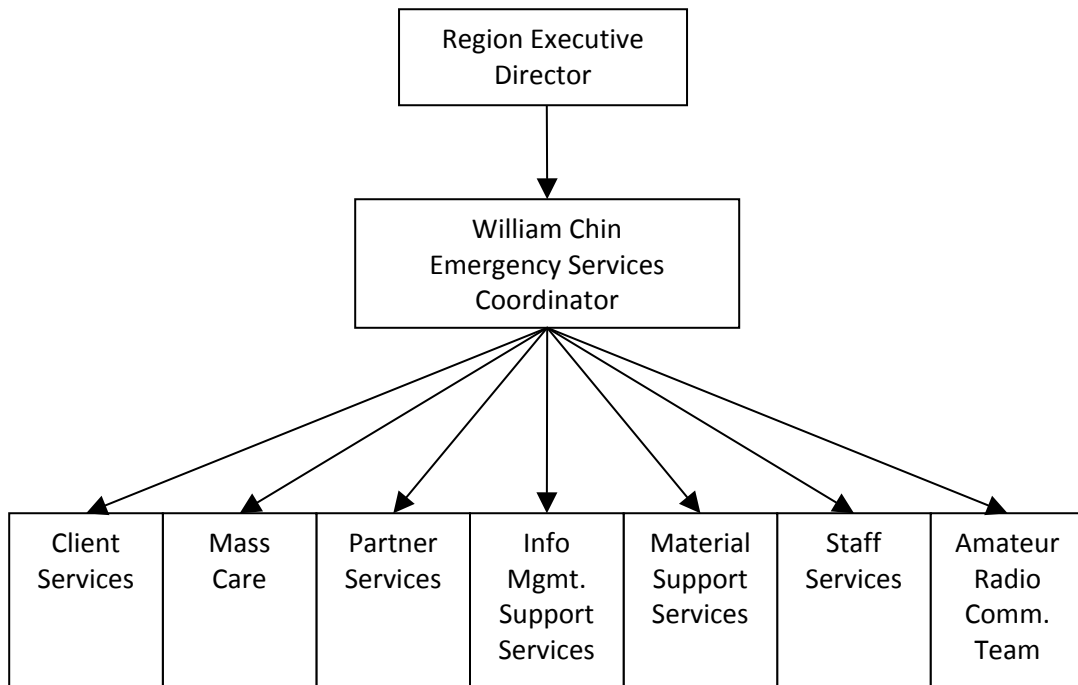 Region Executive
Director
William Chin
Emergency Services
Coordinator
Client
Services
Mass
Care
Partner
Services
Info
Mgmt.
Support
Services
Material
Support
Services
Staff
Services
Amateur
Radio
Comm.
Team